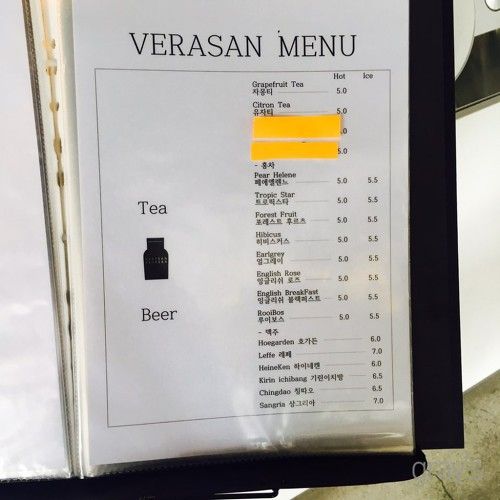 VERASAN MENU
Hot Ice
Grapefruit Tea
자몽티 5.0
Citron Tea 5.0
유자티
5.0
- 홍차
Pear Helene
페에엘렌느 5.0 5.5
Tropic Star
트로픽스타 5.0 5.5
Forest Fruit
포레스트 후르츠 5.0 5.5
Hibicus
히비스커스 5.0 5.5
Earlgrey
얼그레이 5.0 5.5
English Rose
잉글리쉬 로즈 5.0 5.5
English BreakFast
잉글리쉬 블랙퍼스트 5.0 5.5
RooiBos
루이보스 5.0 5.5
Tea
Beer
- 맥주
Hoegarden 호가든 6.0
Leffe 레페 7.0
HeineKen 하이네켄 6.0
Kirin ichibang 기린이치방 6.5
Chingdao 칭따오 6.5
Sangria 상그리아 7.0